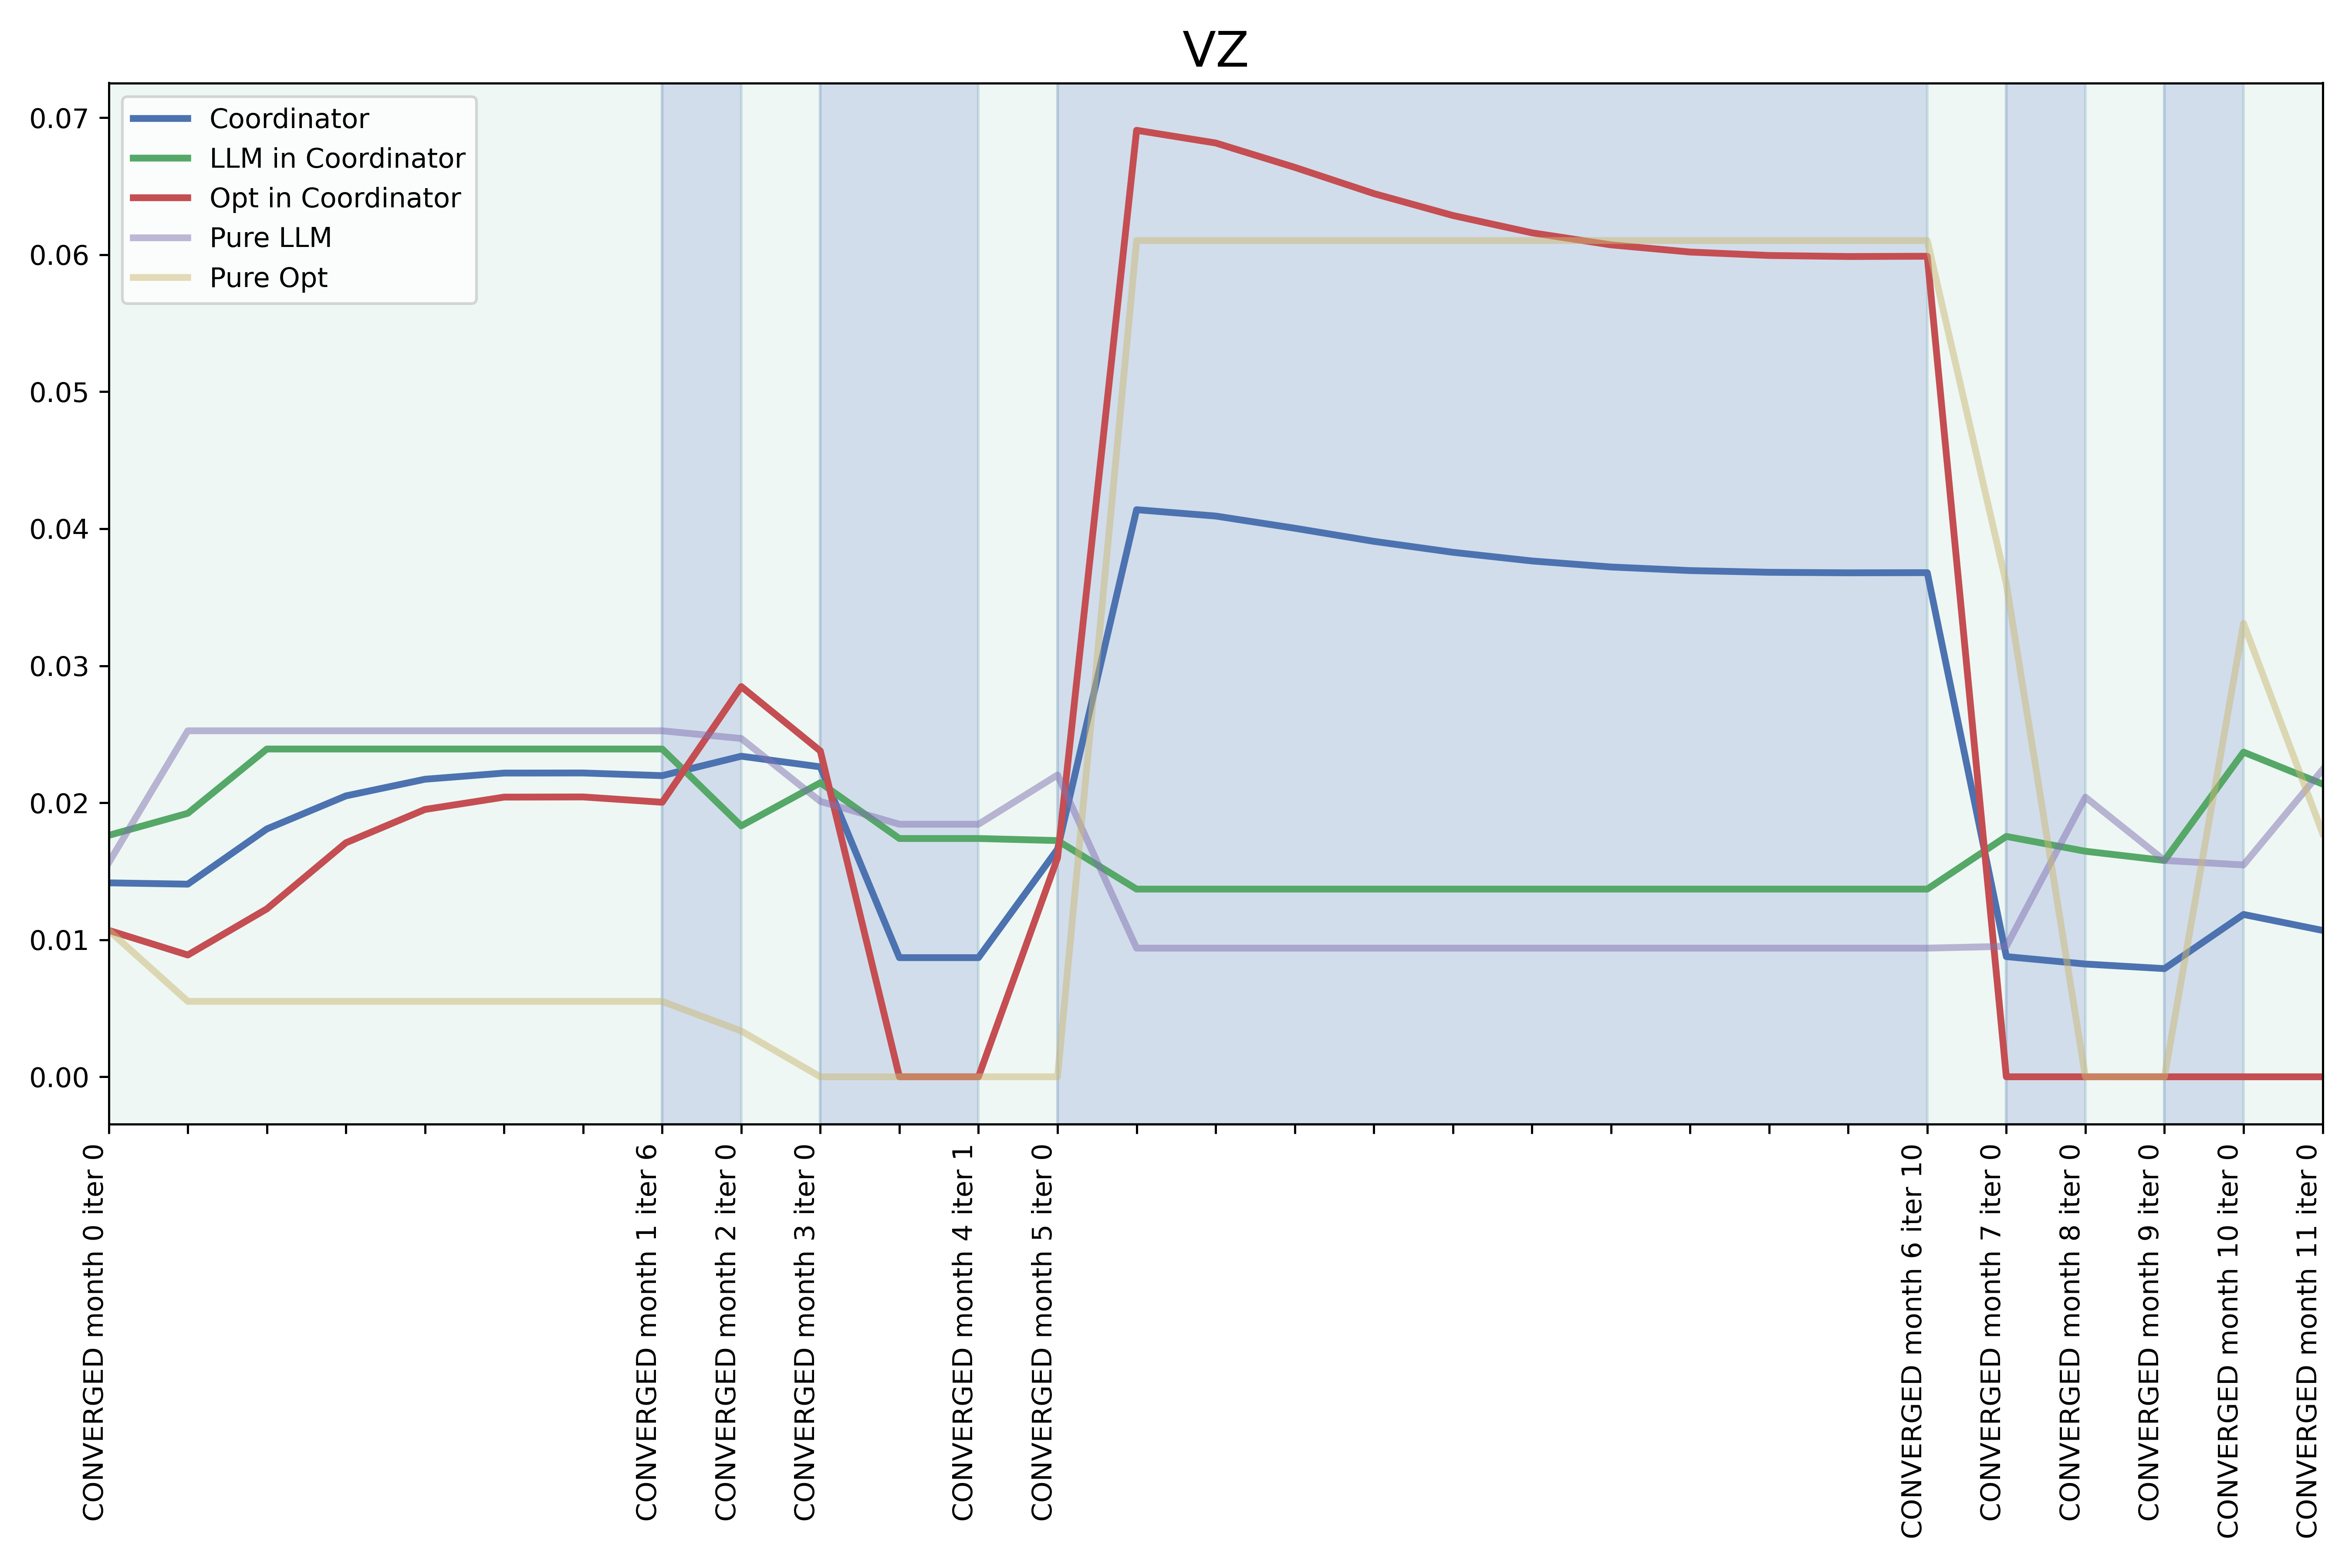 VZ
Coordinator
LLM in Coordinator
Opt in Coordinator
Pure LLM
Pure Opt
0.07
0.06
0.05
0.04
0.03
0.02
0.01
0.00
CONVERGED month 0 iter 0
CONVERGED month 1 iter 6
CONVERGED month 2 iter 0
CONVERGED month 3 iter 0
CONVERGED month 4 iter 1
CONVERGED month 5 iter 0
CONVERGED month 6 iter 10
CONVERGED month 7 iter 0
CONVERGED month 8 iter 0
CONVERGED month 9 iter 0
CONVERGED month 10 iter 0
CONVERGED month 11 iter 0